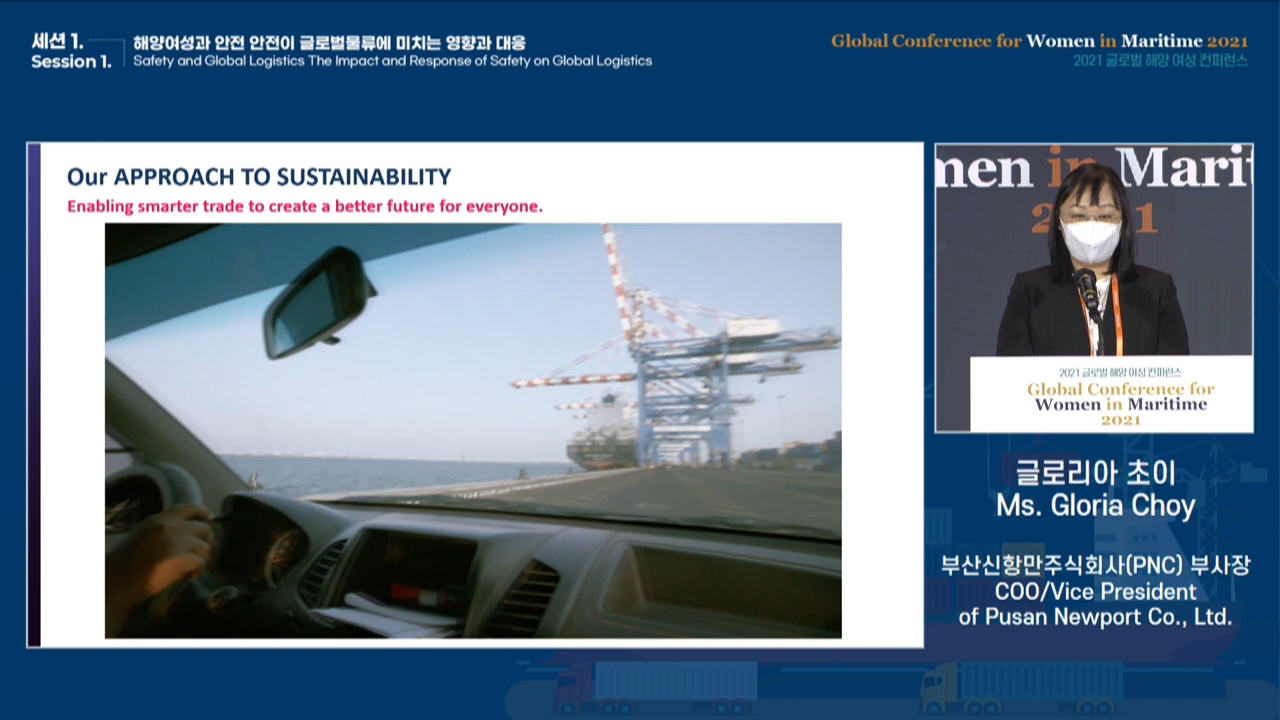 세션 1.
Session 1.
해양여성과 안전 안전이 글로벌물류에 미치는 영향과 대응
Safety and Global Logistics The Impact and Response of Safety on Global Logistics
Global Conference for Women in Maritime 2021
2021 글로벌 해양 여성 컨퍼런스
Our APPROACH TO SUSTAINABILITY
Enabling smarter trade to create a better future for everyone.
men in Marit
2 1
2021 글로벌 해양 여성 컨퍼런스
Global Conference for
Women in Maritime
2021
글로리아 초이
Ms. Gloria Choy
부산신항만주식회사(PNC) 부사장
COO/Vice President
of Pusan Newport Co., Ltd.